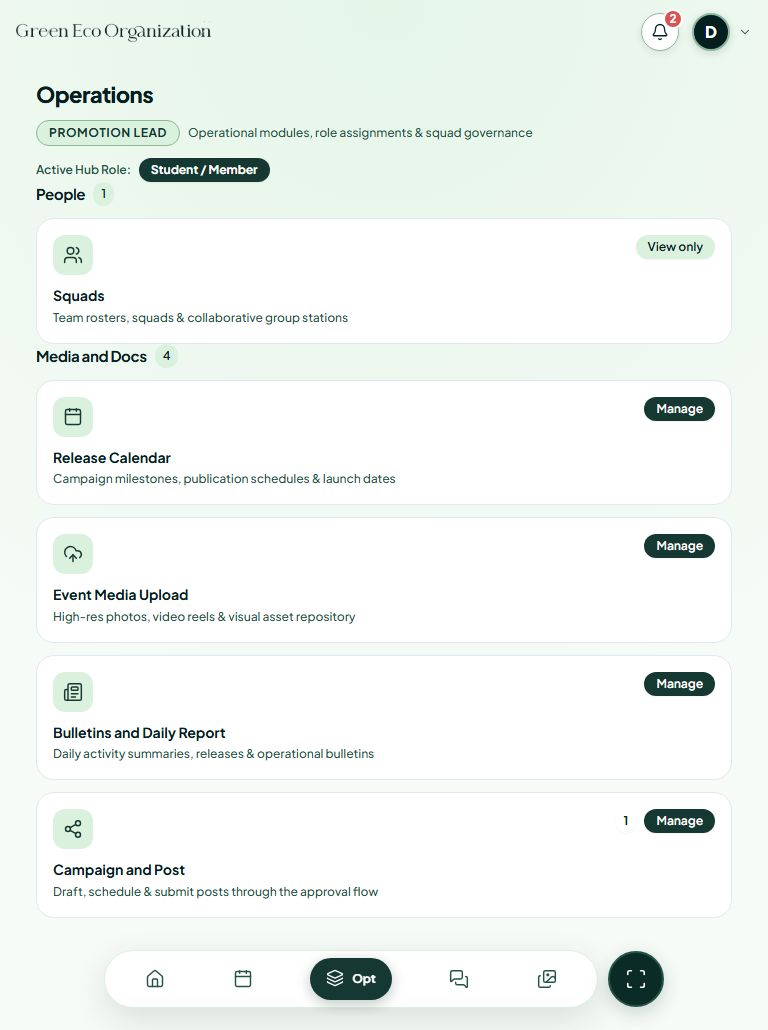 Green Eco Organization
2
D
Operations
PROMOTION LEAD Operational modules, role assignments & squad governance
Active Hub Role: Student / Member
People 1
View only
Squads
Team rosters, squads & collaborative group stations
Media and Docs 4
Manage
Release Calendar
Campaign milestones, publication schedules & launch dates
Manage
Event Media Upload
High-res photos, video reels & visual asset repository
Manage
Bulletins and Daily Report
Daily activity summaries, releases & operational bulletins
1 Manage
Campaign and Post
Draft, schedule & submit posts through the approval flow
Opt